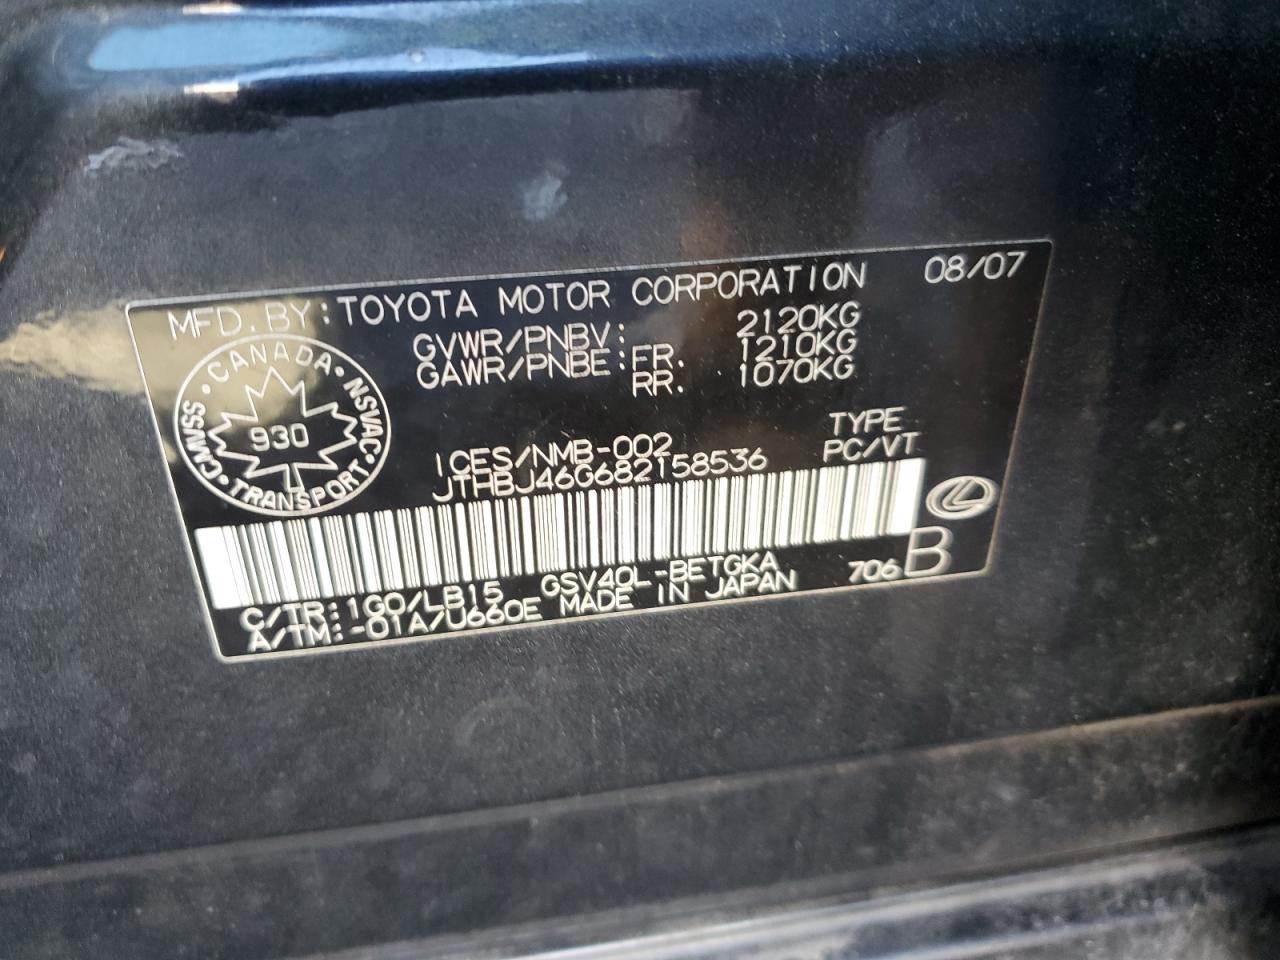 MFD. BY: TOYOTA MOTOR CORPORATION 08/07
GVWR/PNBV: 2120KG
GAWR/PNBE: FR. 1210KG
RR. 1070KG
CANADA · NSVAC · TRANSPORT · CMVSS ·
930
ICES/NMB-002
TYPE
JTHBJ46G682158536
PC/VT
C/TR: 1G0/LB15 GSV40L-BETGKA 706 B
A/TM: -01A/U660E MADE IN JAPAN